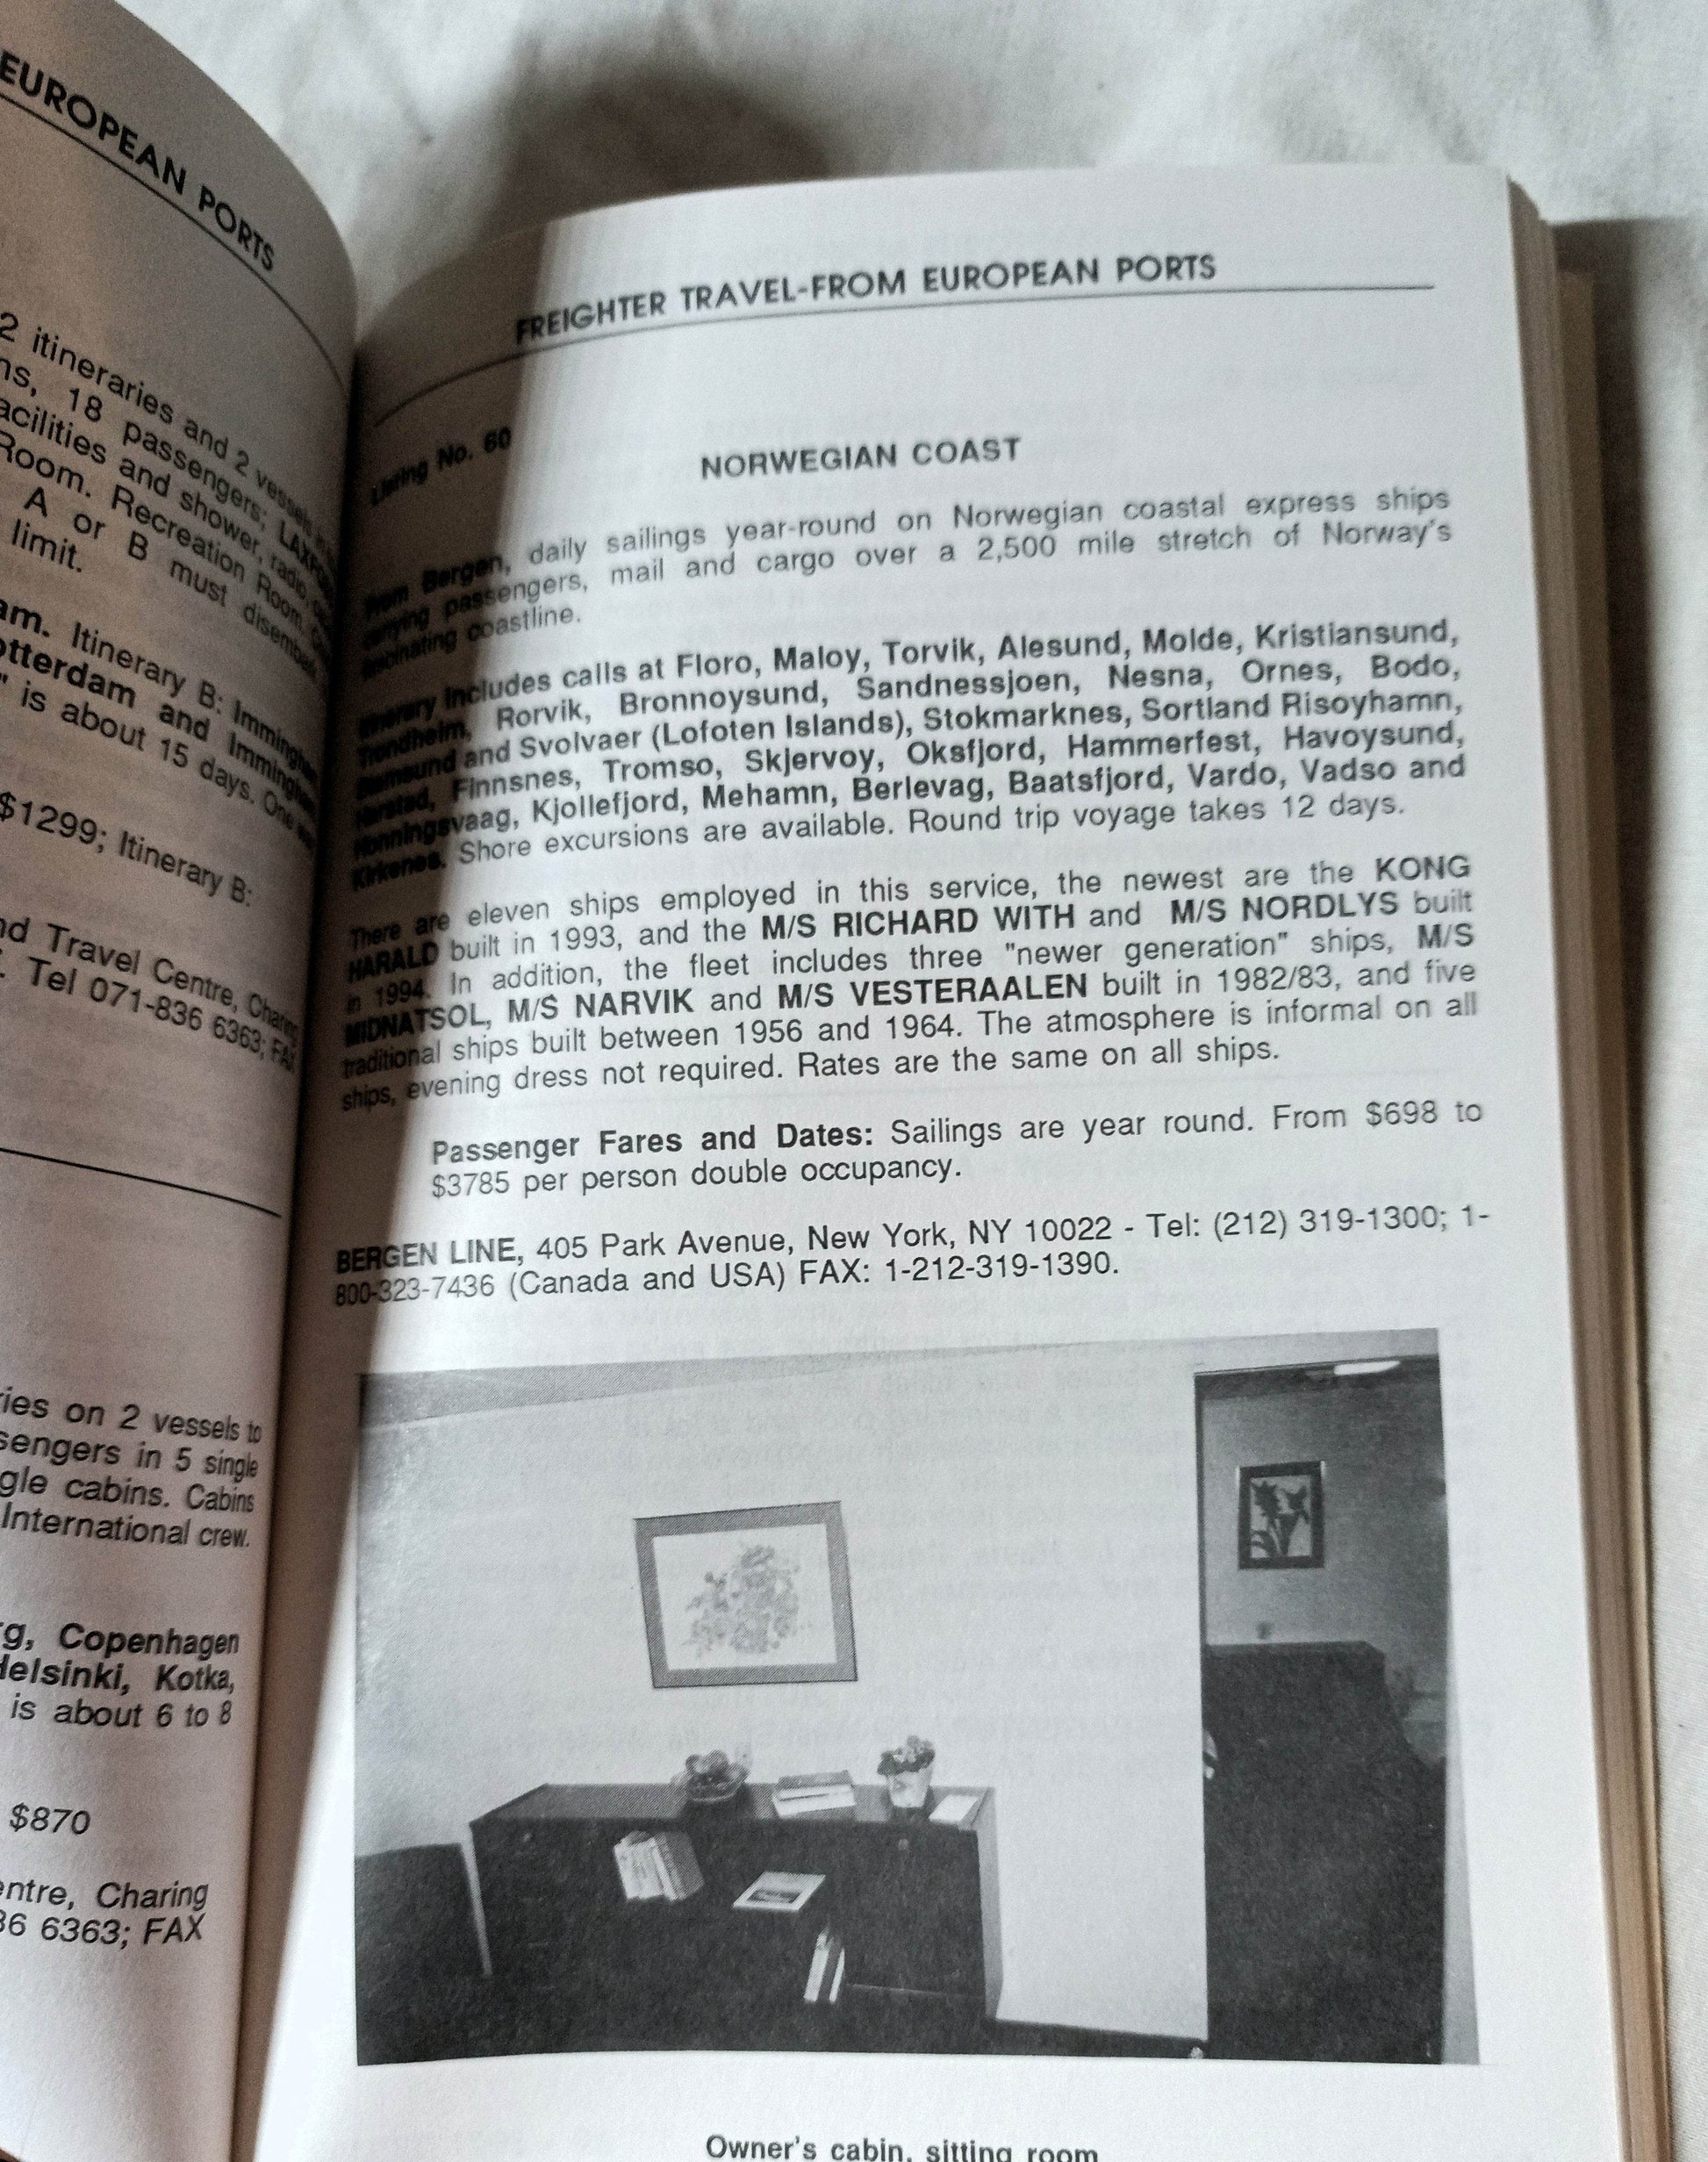 EUROPEAN PORTS
2 itineraries and 2 vessels
18 passengers;
acilities and shower, radio,
Room. Recreation Room.
A or B must disembark
limit.
Itinerary B: Immingham
otterdam and Immingham
" is about 15 days. One
$1299; Itinerary B:
Travel Centre, Charing
Tel 071-836 6363; FAX
ries on 2 vessels to
sengers in 5 single
gle cabins. Cabins
International crew.
g, Copenhagen
Helsinki, Kotka,
is about 6 to 8
$870
entre, Charing
36 6363; FAX
FREIGHTER TRAVEL-FROM EUROPEAN PORTS
Listing No. 60
NORWEGIAN COAST
From Bergen, daily sailings year-round on Norwegian coastal express ships
carrying passengers, mail and cargo over a 2,500 mile stretch of Norway's
fascinating coastline.
Itinerary includes calls at Floro, Maloy, Torvik, Alesund, Molde, Kristiansund,
Trondheim, Rorvik, Bronnoysund, Sandnessjoen, Nesna, Ornes, Bodo,
Stamsund and Svolvaer (Lofoten Islands), Stokmarknes, Sortland Risoyhamn,
Harstad, Finnsnes, Tromso, Skjervoy, Oksfjord, Hammerfest, Havoysund,
Honningsvaag, Kjollefjord, Mehamn, Berlevag, Baatsfjord, Vardo, Vadso and
Kirkenes. Shore excursions are available. Round trip voyage takes 12 days.
There are eleven ships employed in this service, the newest are the KONG
HARALD built in 1993, and the M/S RICHARD WITH and M/S NORDLYS built
in 1994. In addition, the fleet includes three "newer generation" ships, M/S
MIDNATSOL, M/S NARVIK and M/S VESTERAALEN built in 1982/83, and five
traditional ships built between 1956 and 1964. The atmosphere is informal on all
ships, evening dress not required. Rates are the same on all ships.
Passenger Fares and Dates: Sailings are year round. From $698 to
$3785 per person double occupancy.
BERGEN LINE, 405 Park Avenue, New York, NY 10022 - Tel: (212) 319-1300; 1-
800-323-7436 (Canada and USA) FAX: 1-212-319-1390.
Owner's cabin, sitting room